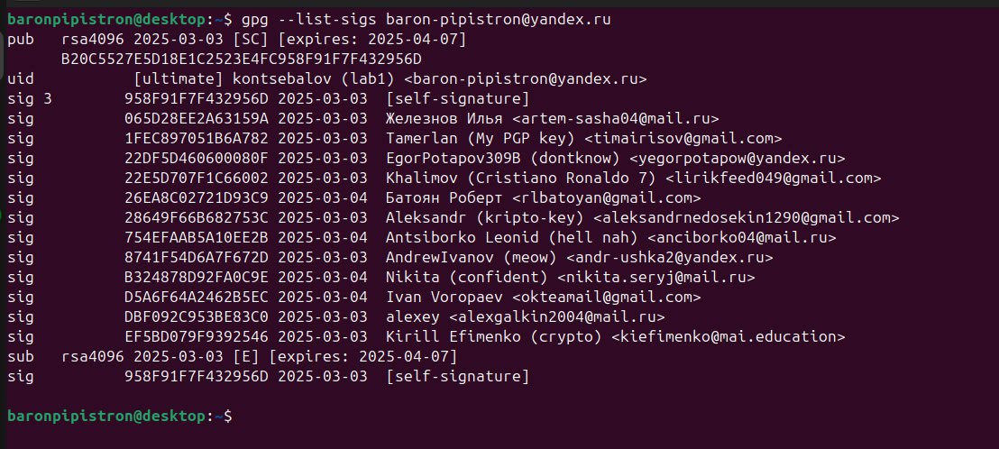 baronpipistron@desktop:~$ gpg --list-sigs baron-pipistron@yandex.ru
pub   rsa4096 2025-03-03 [SC] [expires: 2025-04-07]
      B20C5527E5D18E1C2523E4FC958F91F7F432956D
uid           [ultimate] kontsebalov (lab1) <baron-pipistron@yandex.ru>
sig 3        958F91F7F432956D 2025-03-03  [self-signature]
sig          065D28EE2A63159A 2025-03-03  Железнов Илья <artem-sasha04@mail.ru>
sig          1FEC897051B6A782 2025-03-03  Tamerlan (My PGP key) <timairisov@gmail.com>
sig          22DF5D460600080F 2025-03-03  EgorPotapov309B (dontknow) <yegorpotapow@yandex.ru>
sig          22E5D707F1C66002 2025-03-03  Khalimov (Cristiano Ronaldo 7) <lirikfeed049@gmail.com>
sig          26EA8C02721D93C9 2025-03-04  Батоян Роберт <rlbatoyan@gmail.com>
sig          28649F66B682753C 2025-03-03  Aleksandr (kripto-key) <aleksandrnedosekin1290@gmail.com>
sig          754EFAAB5A10EE2B 2025-03-04  Antsiborko Leonid (hell nah) <anciborko04@mail.ru>
sig          8741F54D6A7F672D 2025-03-03  AndrewIvanov (meow) <andr-ushka2@yandex.ru>
sig          B324878D92FA0C9E 2025-03-04  Nikita (confident) <nikita.seryj@mail.ru>
sig          D5A6F64A2462B5EC 2025-03-04  Ivan Voropaev <okteamail@gmail.com>
sig          DBF092C953BE83C0 2025-03-03  alexey <alexgalkin2004@mail.ru>
sig          EF5BD079F9392546 2025-03-03  Kirill Efimenko (crypto) <kiefimenko@mai.education>
sub   rsa4096 2025-03-03 [E] [expires: 2025-04-07]
sig          958F91F7F432956D 2025-03-03  [self-signature]
baronpipistron@desktop:~$